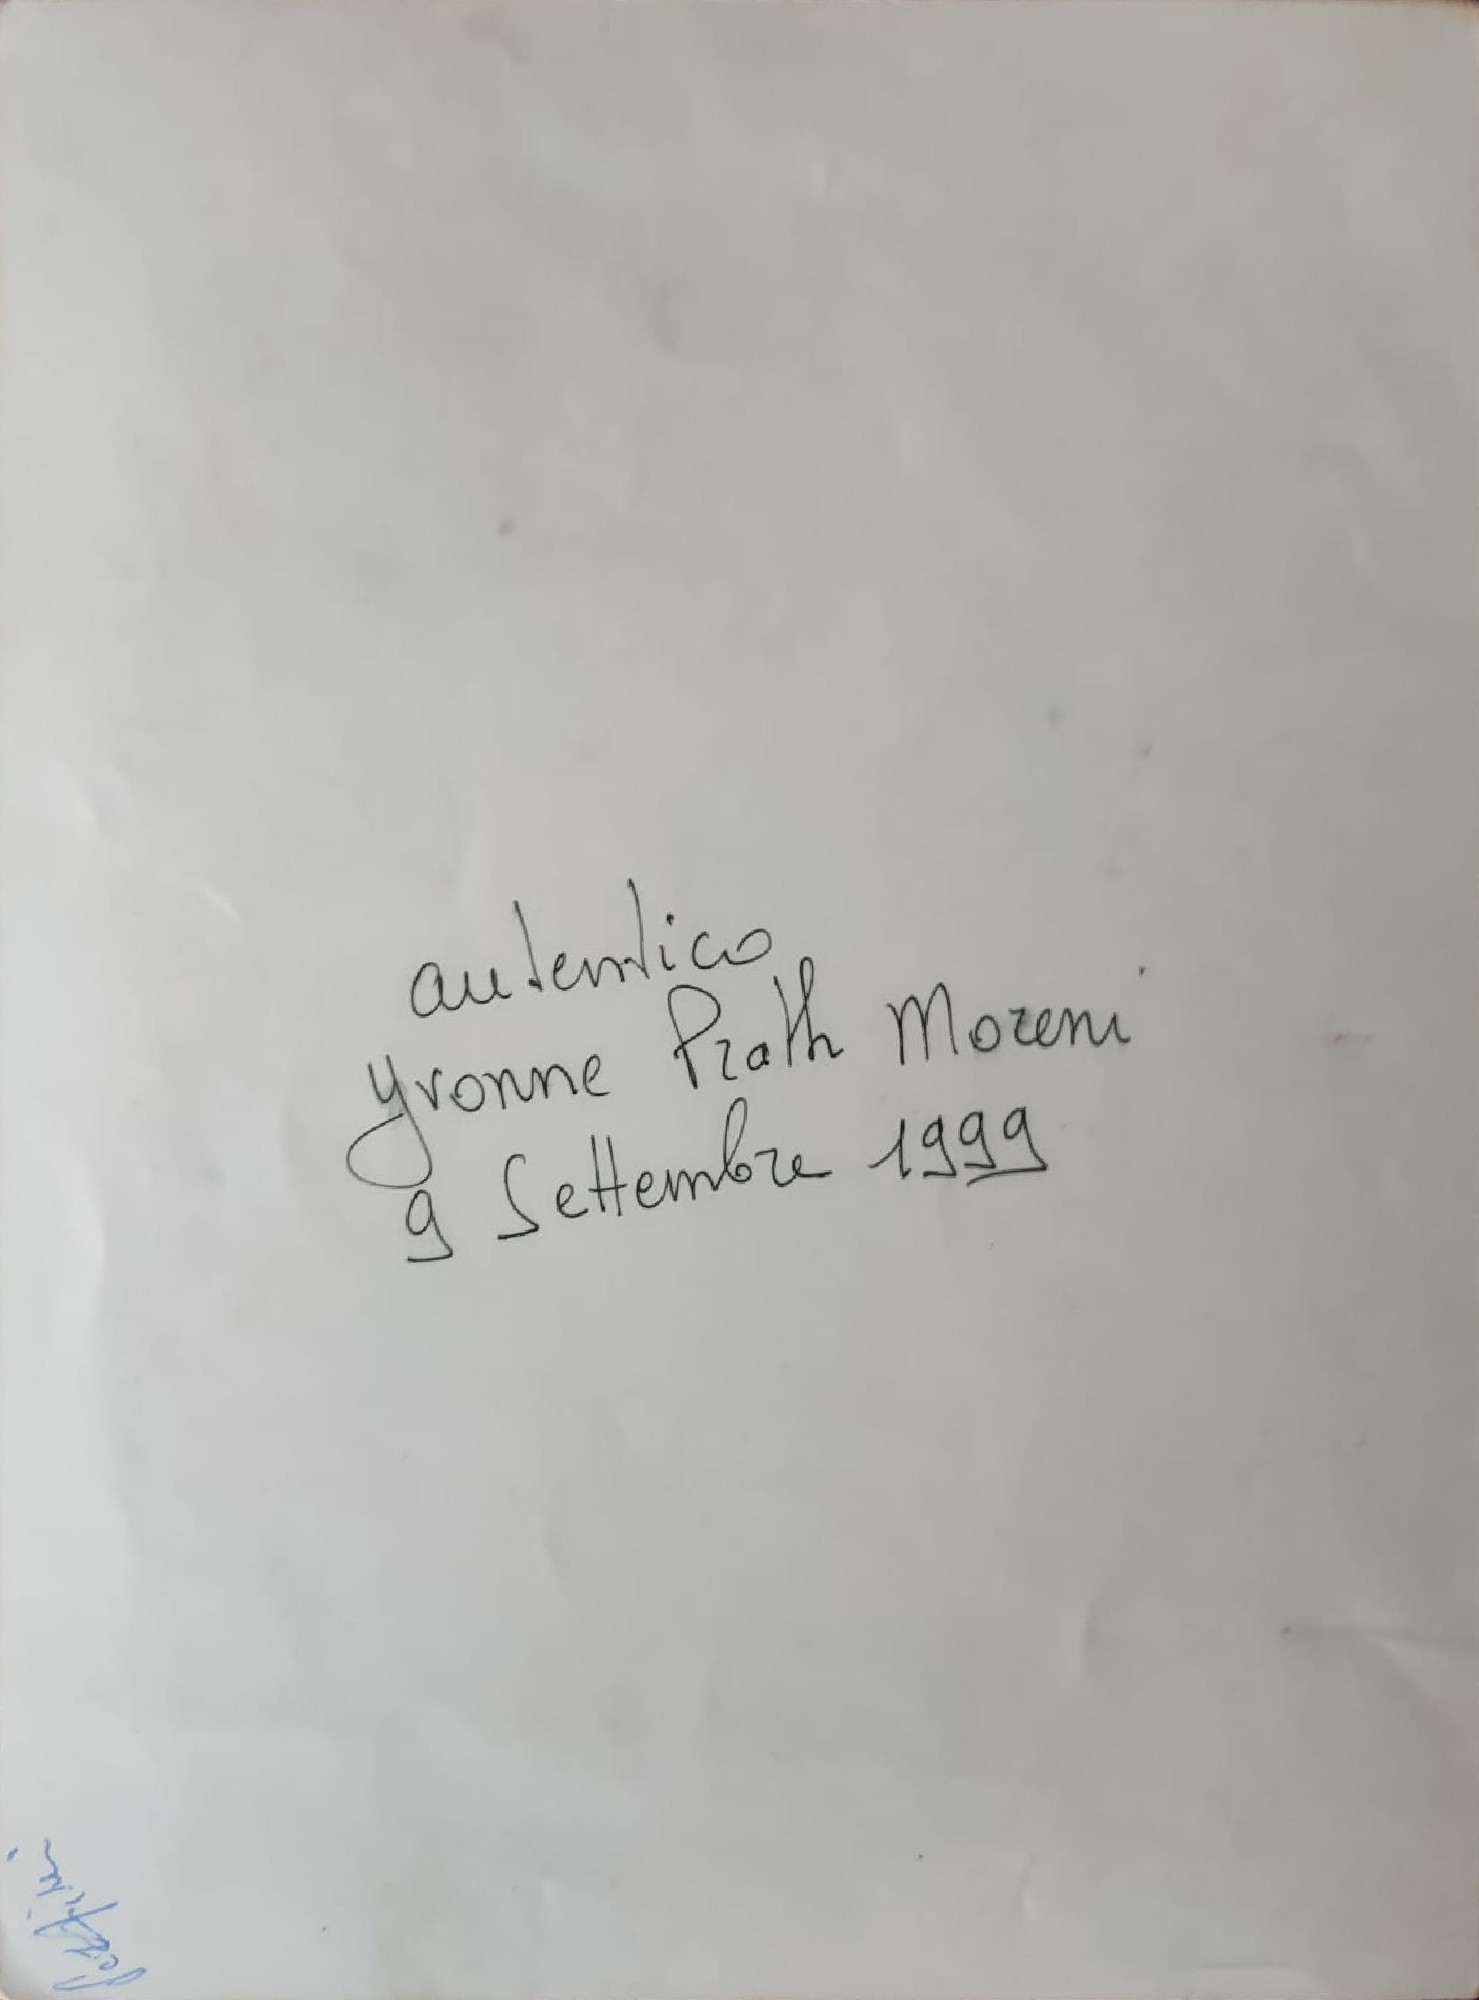 autentico
Yvonne Prath Moreni
9 Settembre 1999